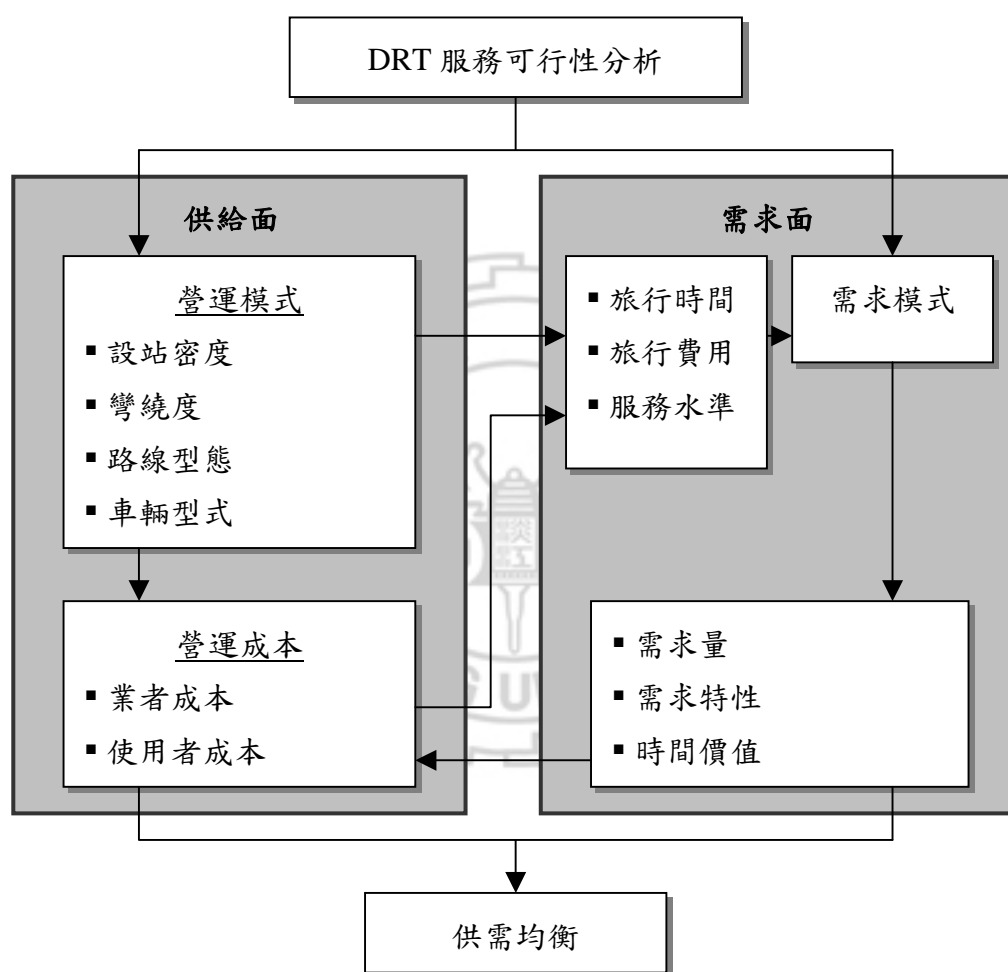 DRT 服務可行性分析
供給面
營運模式
▪ 設站密度
▪ 彎繞度
▪ 路線型態
▪ 車輛型式
營運成本
▪ 業者成本
▪ 使用者成本
需求面
▪ 旅行時間
▪ 旅行費用
▪ 服務水準
需求模式
▪ 需求量
▪ 需求特性
▪ 時間價值
供需均衡